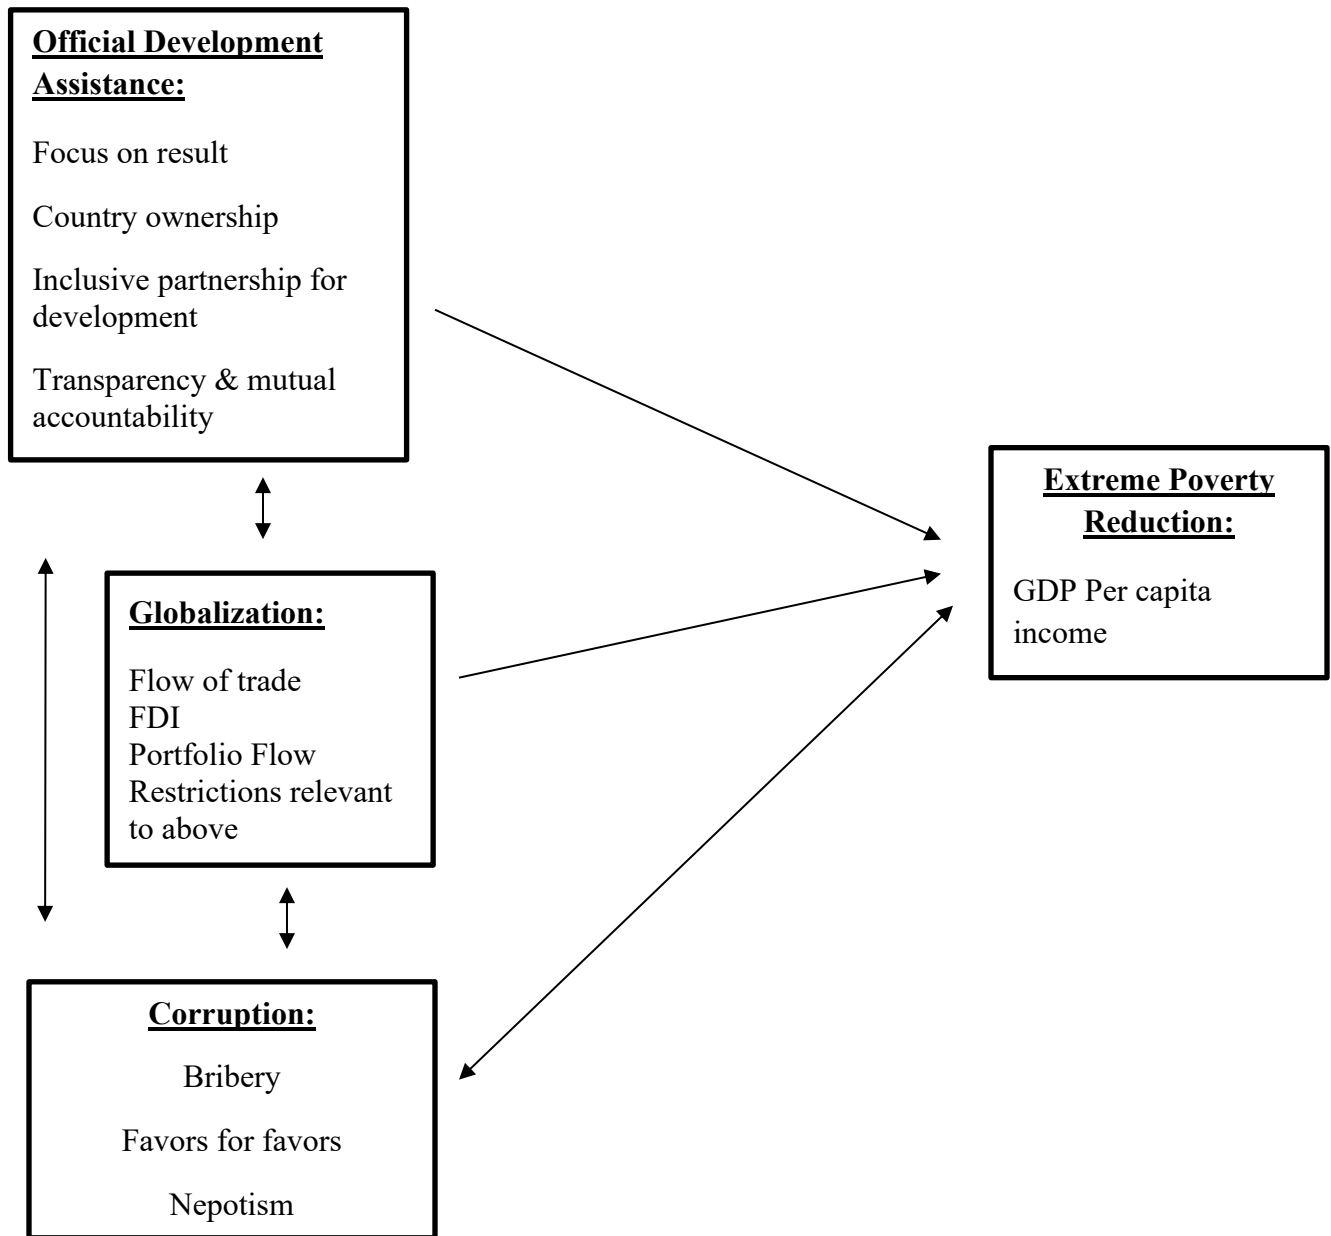 Official Development
Assistance:
Focus on result
Country ownership
Inclusive partnership for
development
Transparency & mutual
accountability
Extreme Poverty
Reduction:
GDP Per capita
income
Globalization:
Flow of trade
FDI
Portfolio Flow
Restrictions relevant
to above
Corruption:
Bribery
Favors for favors
Nepotism